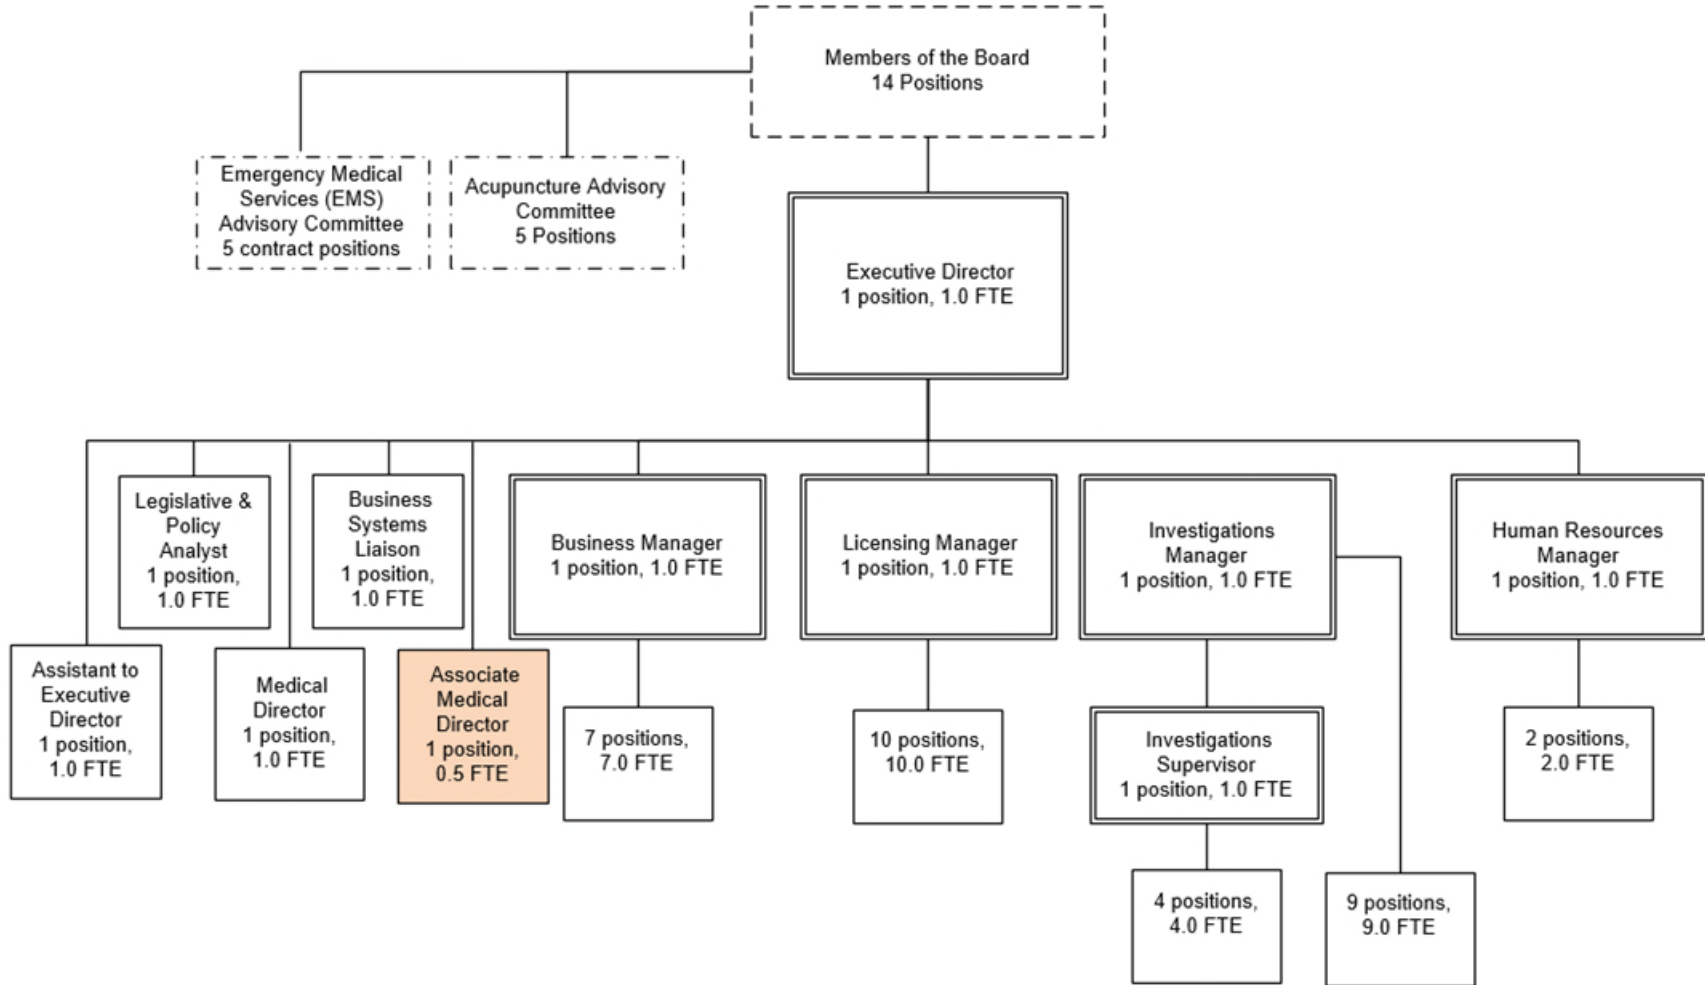 Members of the Board
14 Positions
Emergency Medical
Services (EMS)
Advisory Committee
5 contract positions
Acupuncture Advisory
Committee
5 Positions
Executive Director
1 position, 1.0 FTE
Legislative &
Policy
Analyst
1 position,
1.0 FTE
Business
Systems
Liaison
1 position,
1.0 FTE
Business Manager
1 position, 1.0 FTE
Licensing Manager
1 position, 1.0 FTE
Investigations
Manager
1 position, 1.0 FTE
Human Resources
Manager
1 position, 1.0 FTE
Assistant to
Executive
Director
1 position,
1.0 FTE
Medical
Director
1 position,
1.0 FTE
Associate
Medical
Director
1 position,
0.5 FTE
7 positions,
7.0 FTE
10 positions,
10.0 FTE
Investigations
Supervisor
1 position, 1.0 FTE
2 positions,
2.0 FTE
4 positions,
4.0 FTE
9 positions,
9.0 FTE